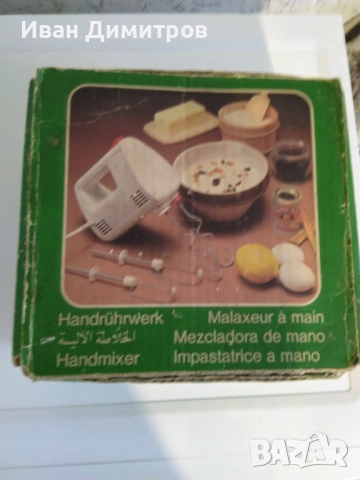 Иван Димитров
Handrührwerk
Malaxeur à main
الخلاطة الآلية
Mezcladora de mano
Handmixer
Impastatrice a mano
BAZAR